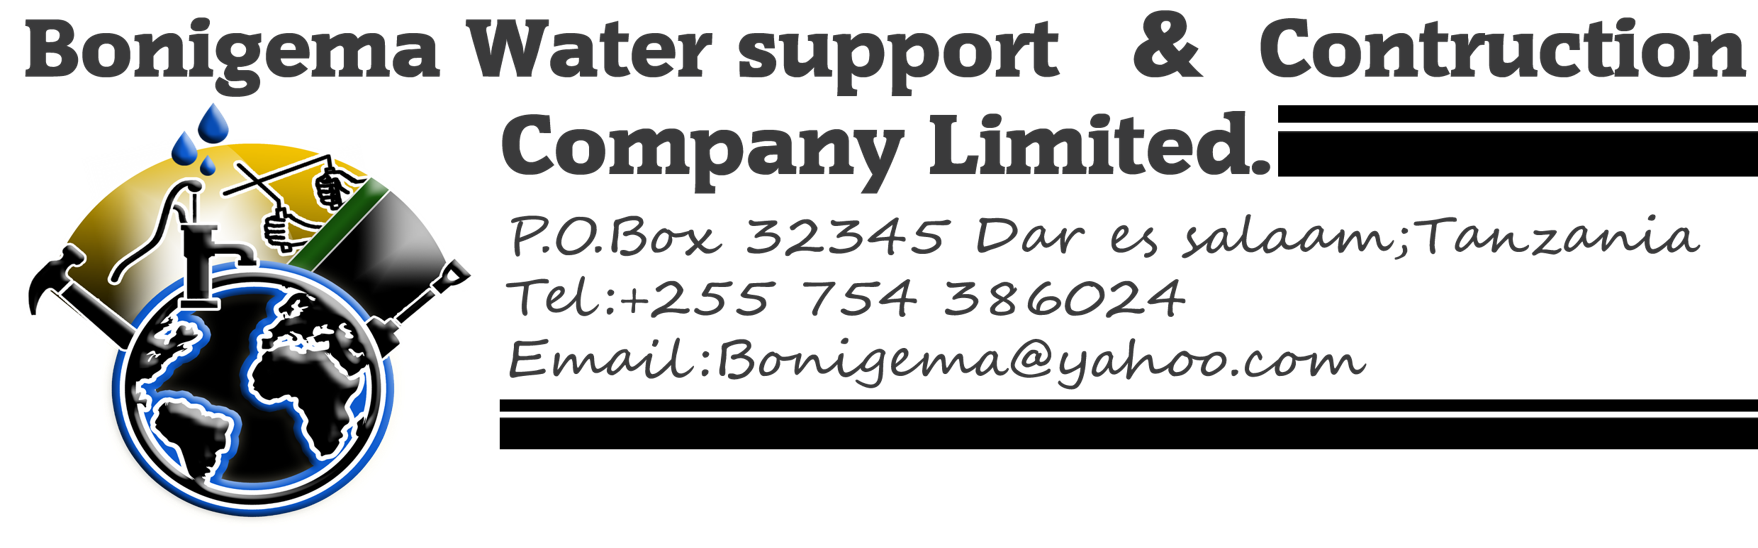 Bonigema Water support & Contruction
Company Limited.
P.O.Box 32345 Dar es salaam;Tanzania
Tel:+255 754 386024
Email:Bonigema@yahoo.com